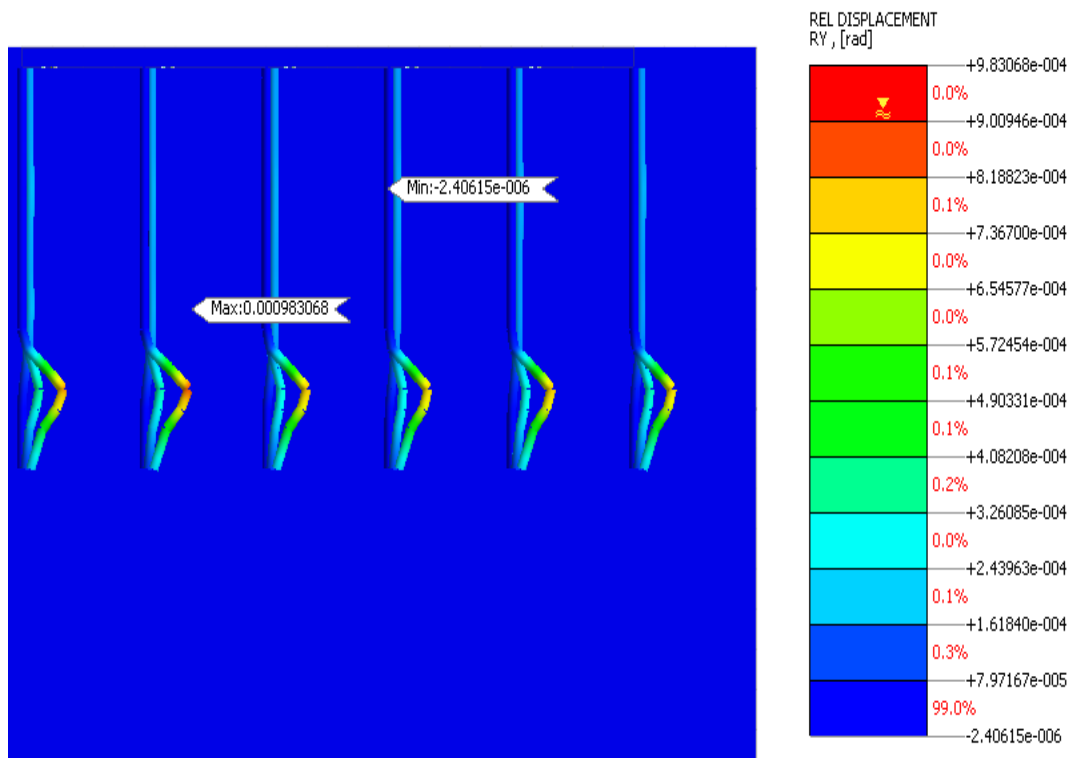 REL DISPLACEMENT
RY , [rad]
+9.83068e-004
0.0%
+9.00946e-004
0.0%
+8.18823e-004
0.1%
+7.36700e-004
0.0%
+6.54577e-004
0.0%
+5.72454e-004
0.1%
+4.90331e-004
0.1%
+4.08208e-004
0.2%
+3.26085e-004
0.0%
+2.43963e-004
0.1%
+1.61840e-004
0.3%
+7.97167e-005
99.0%
-2.40615e-006
Min:-2.40615e-006
Max:0.000983068